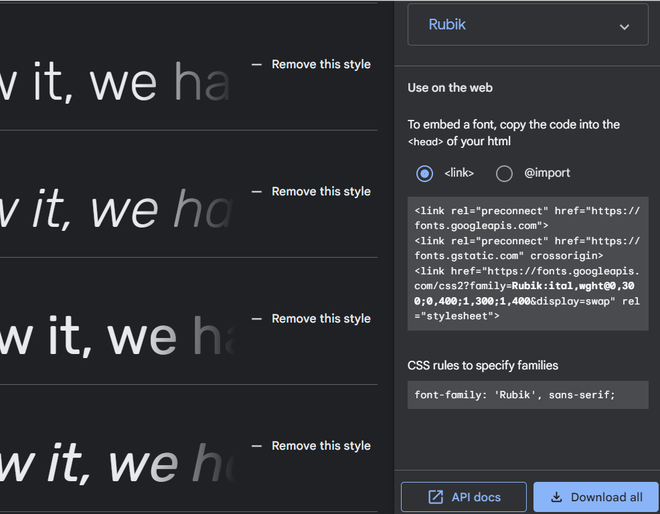 w it, we ha
Remove this style
w it, we ha
Remove this style
w it, we ha
Remove this style
w it, we ha
Remove this style
Rubik
Use on the web
To embed a font, copy the code into the
<head> of your html
<link>
@import
<link rel="preconnect" href="https://
fonts.googleapis.com">
<link rel="preconnect" href="https://
fonts.gstatic.com" crossorigin>
<link href="https://fonts.googleapis.
com/css2?family=Rubik:ital,wght@0,30
0;0,400;1,300;1,400&display=swap" rel
="stylesheet">
CSS rules to specify families
font-family: 'Rubik', sans-serif;
API docs
Download all